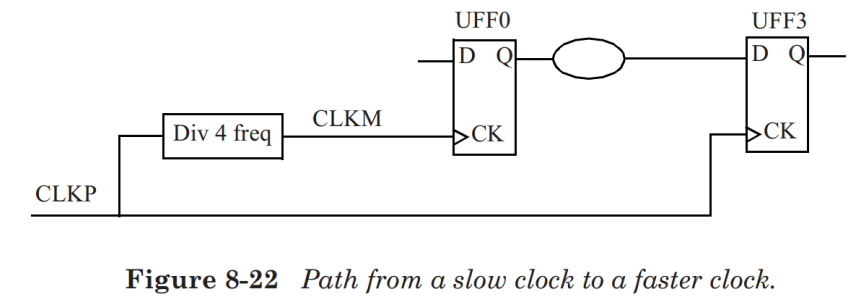 UFF0
UFF3
D Q
D Q
Div 4 freq
CLKM
CK
CK
CLKP
Figure 8-22 Path from a slow clock to a faster clock.